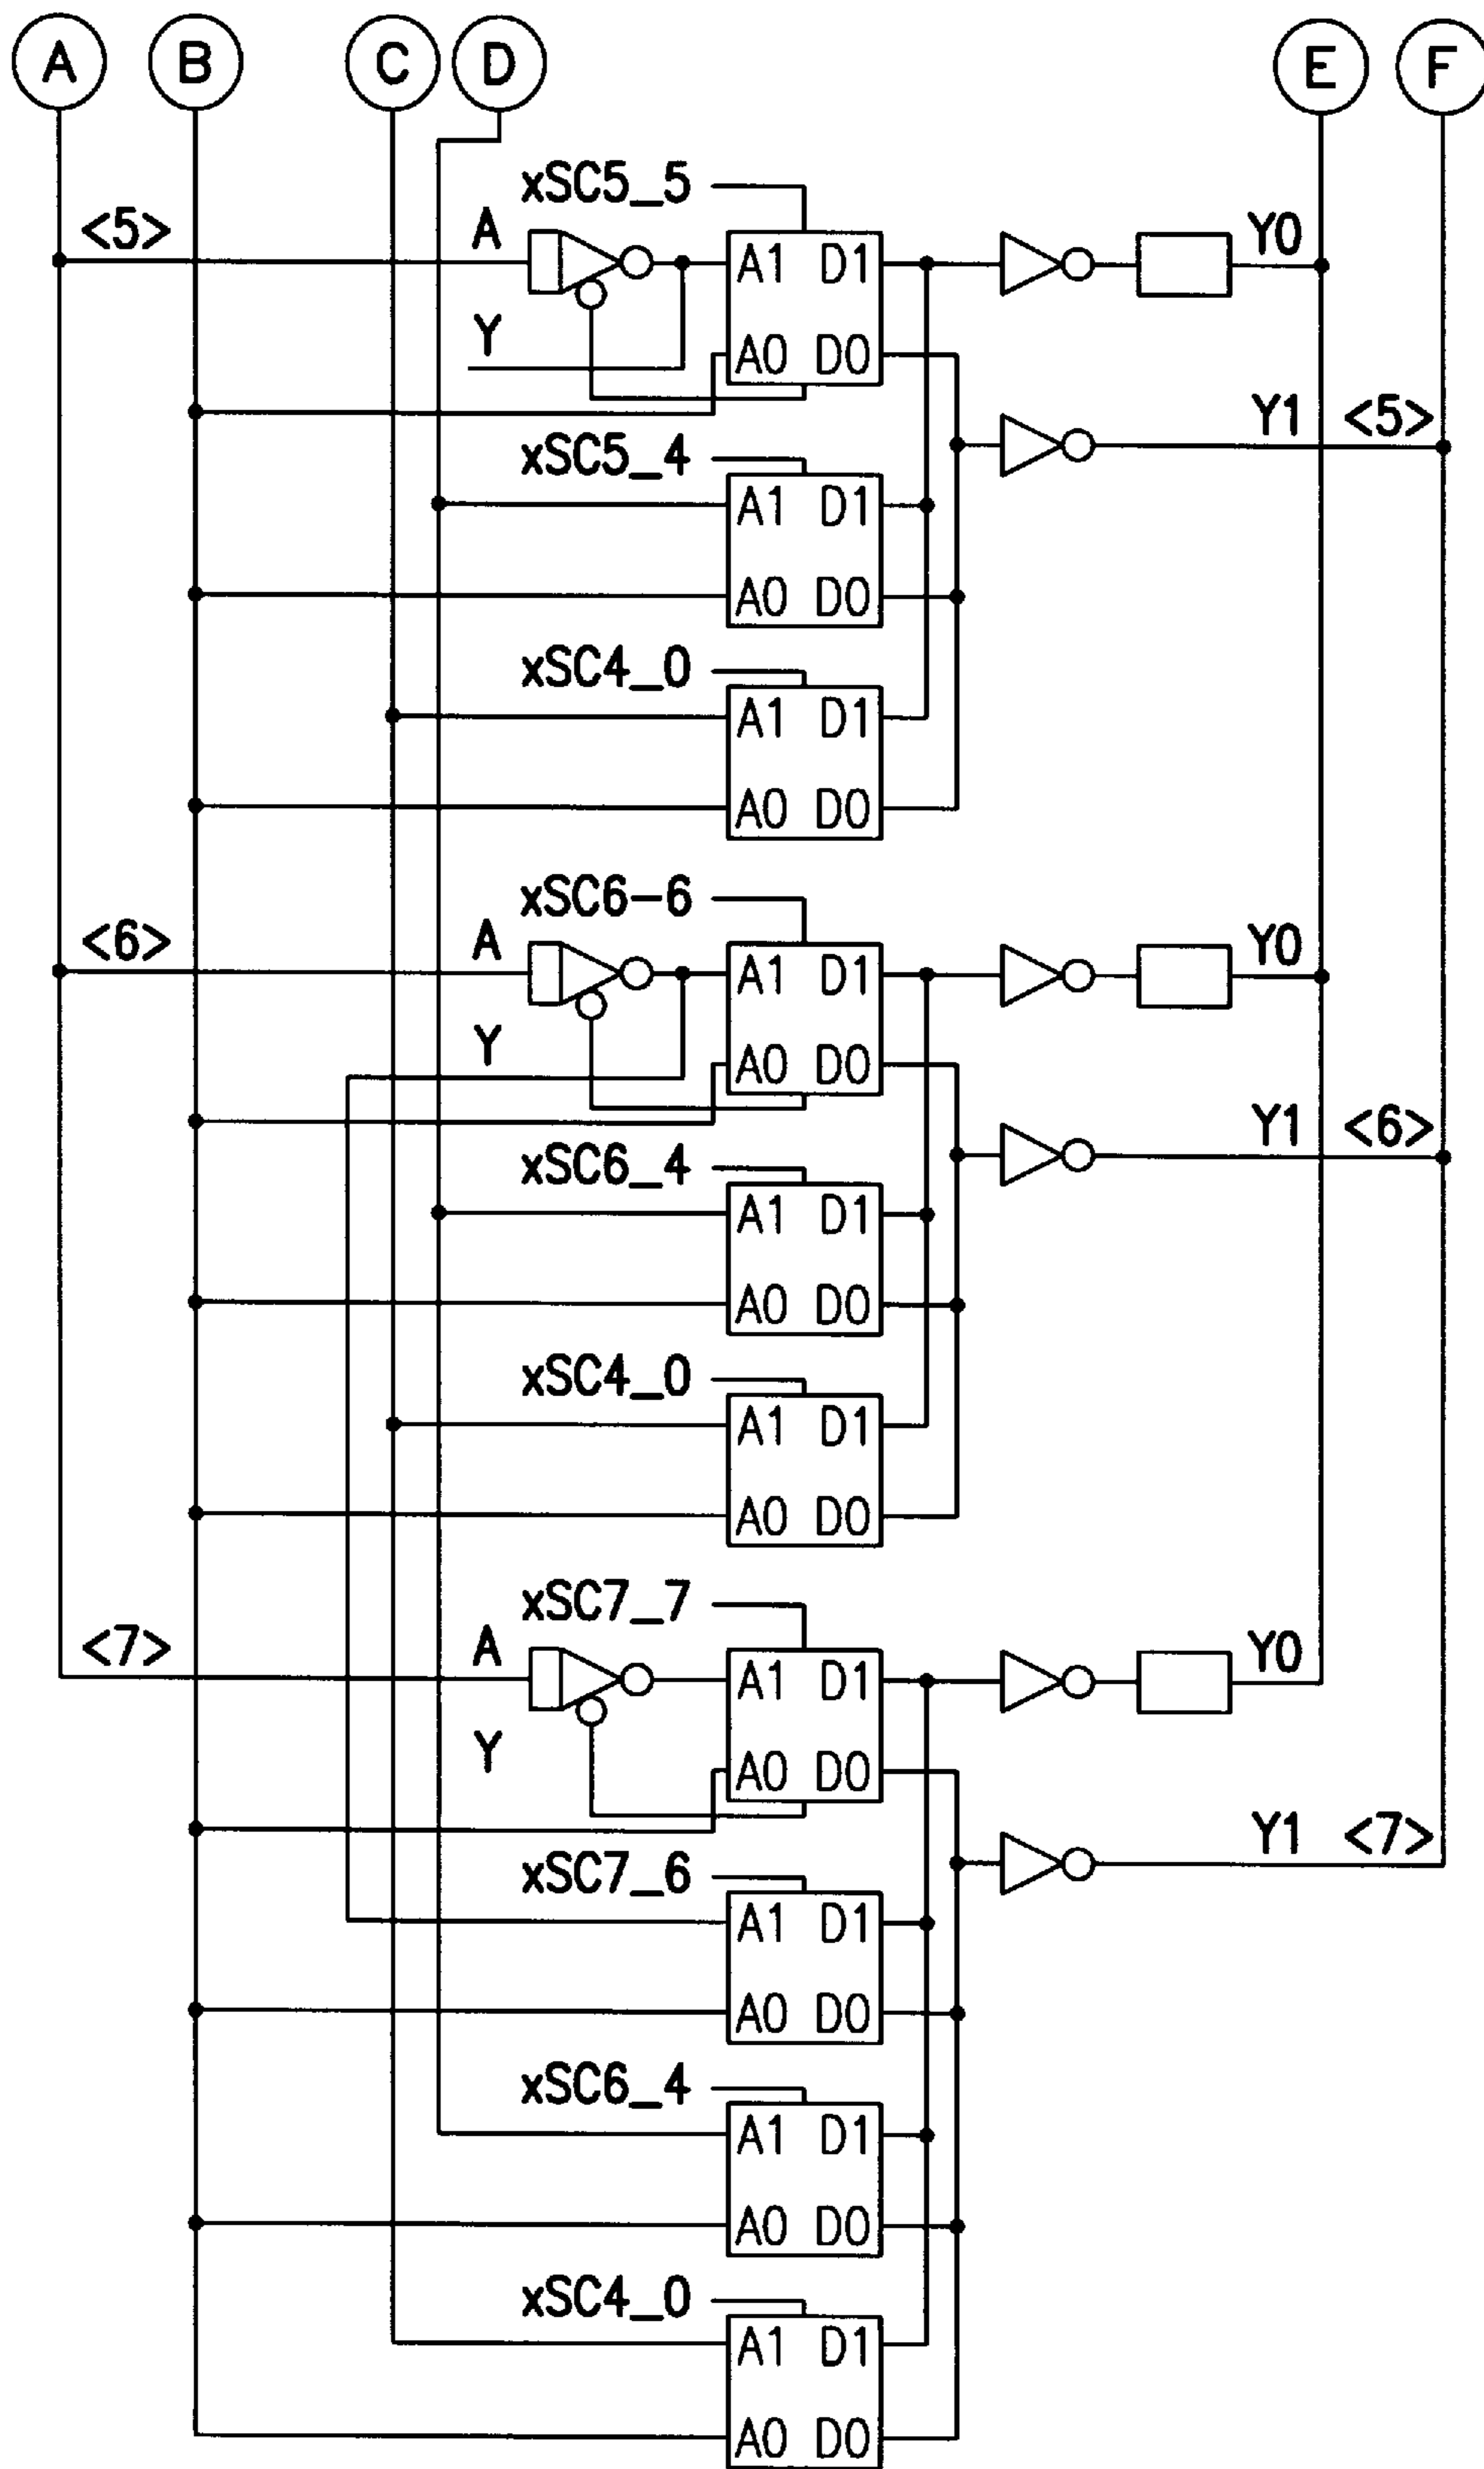 A B C D E F
xSC5_5
<5> A A1 D1 Y0
Y A0 D0
Y1 <5>
xSC5_4
A1 D1
A0 D0
xSC4_0
A1 D1
A0 D0
xSC6-6
<6> A A1 D1 Y0
Y A0 D0
Y1 <6>
xSC6_4
A1 D1
A0 D0
xSC4_0
A1 D1
A0 D0
xSC7_7
<7> A A1 D1 Y0
Y A0 D0
Y1 <7>
xSC7_6
A1 D1
A0 D0
xSC6_4
A1 D1
A0 D0
xSC4_0
A1 D1
A0 D0